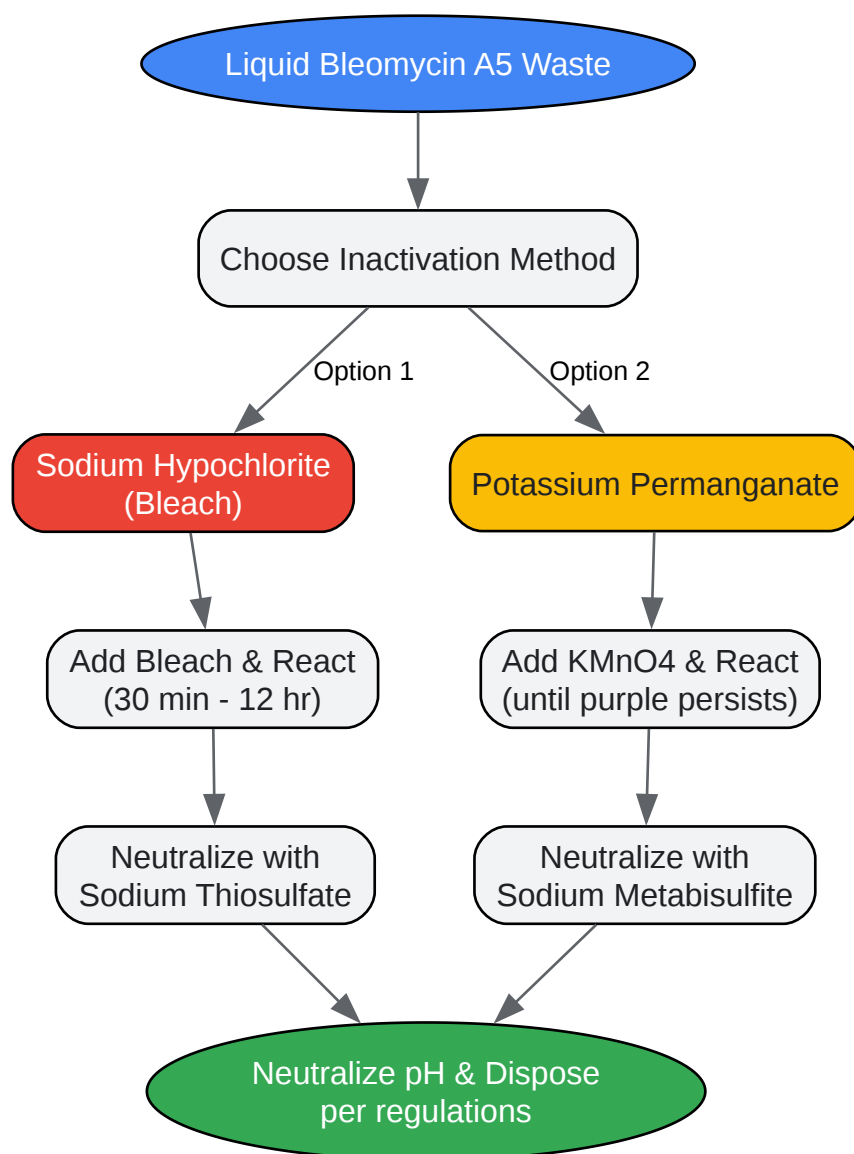 Liquid Bleomycin A5 Waste
Choose Inactivation Method
Option 1
Option 2
Sodium Hypochlorite
(Bleach)
Potassium Permanganate
Add Bleach & React
(30 min - 12 hr)
Add KMnO4 & React
(until purple persists)
Neutralize with
Sodium Thiosulfate
Neutralize with
Sodium Metabisulfite
Neutralize pH & Dispose
per regulations